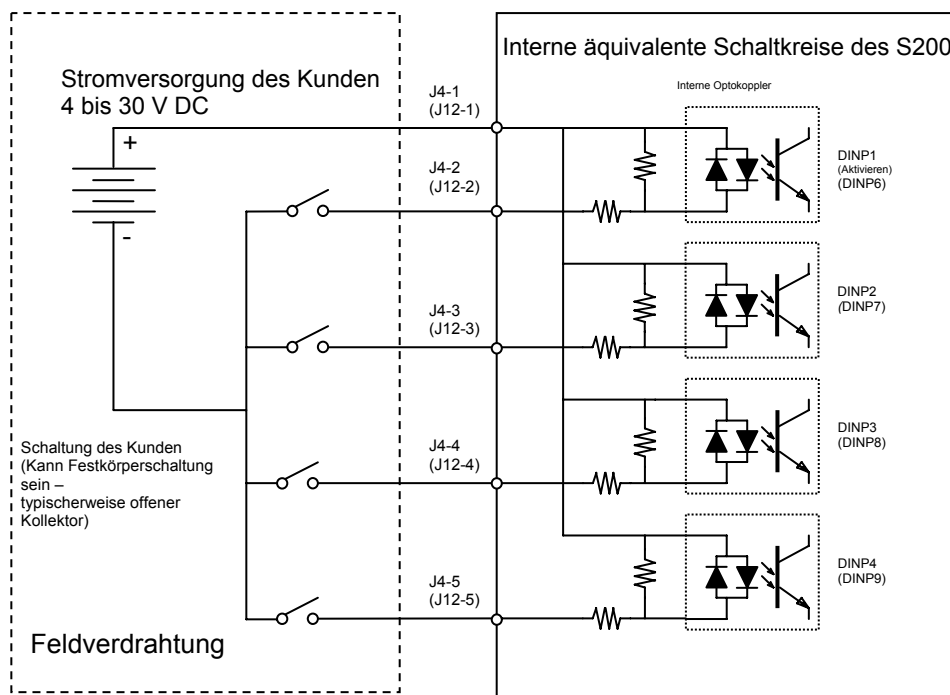 Interne äquivalente Schaltkreise des S200
Stromversorgung des Kunden
4 bis 30 V DC
Interne Optokoppler
J4-1
(J12-1)
+
-
J4-2
(J12-2)
DINP1
(Aktivieren)
(DINP6)
J4-3
(J12-3)
DINP2
(DINP7)
Schaltung des Kunden
(Kann Festkörperschaltung
sein –
typischerweise offener
Kollektor)
J4-4
(J12-4)
DINP3
(DINP8)
J4-5
(J12-5)
DINP4
(DINP9)
Feldverdrahtung